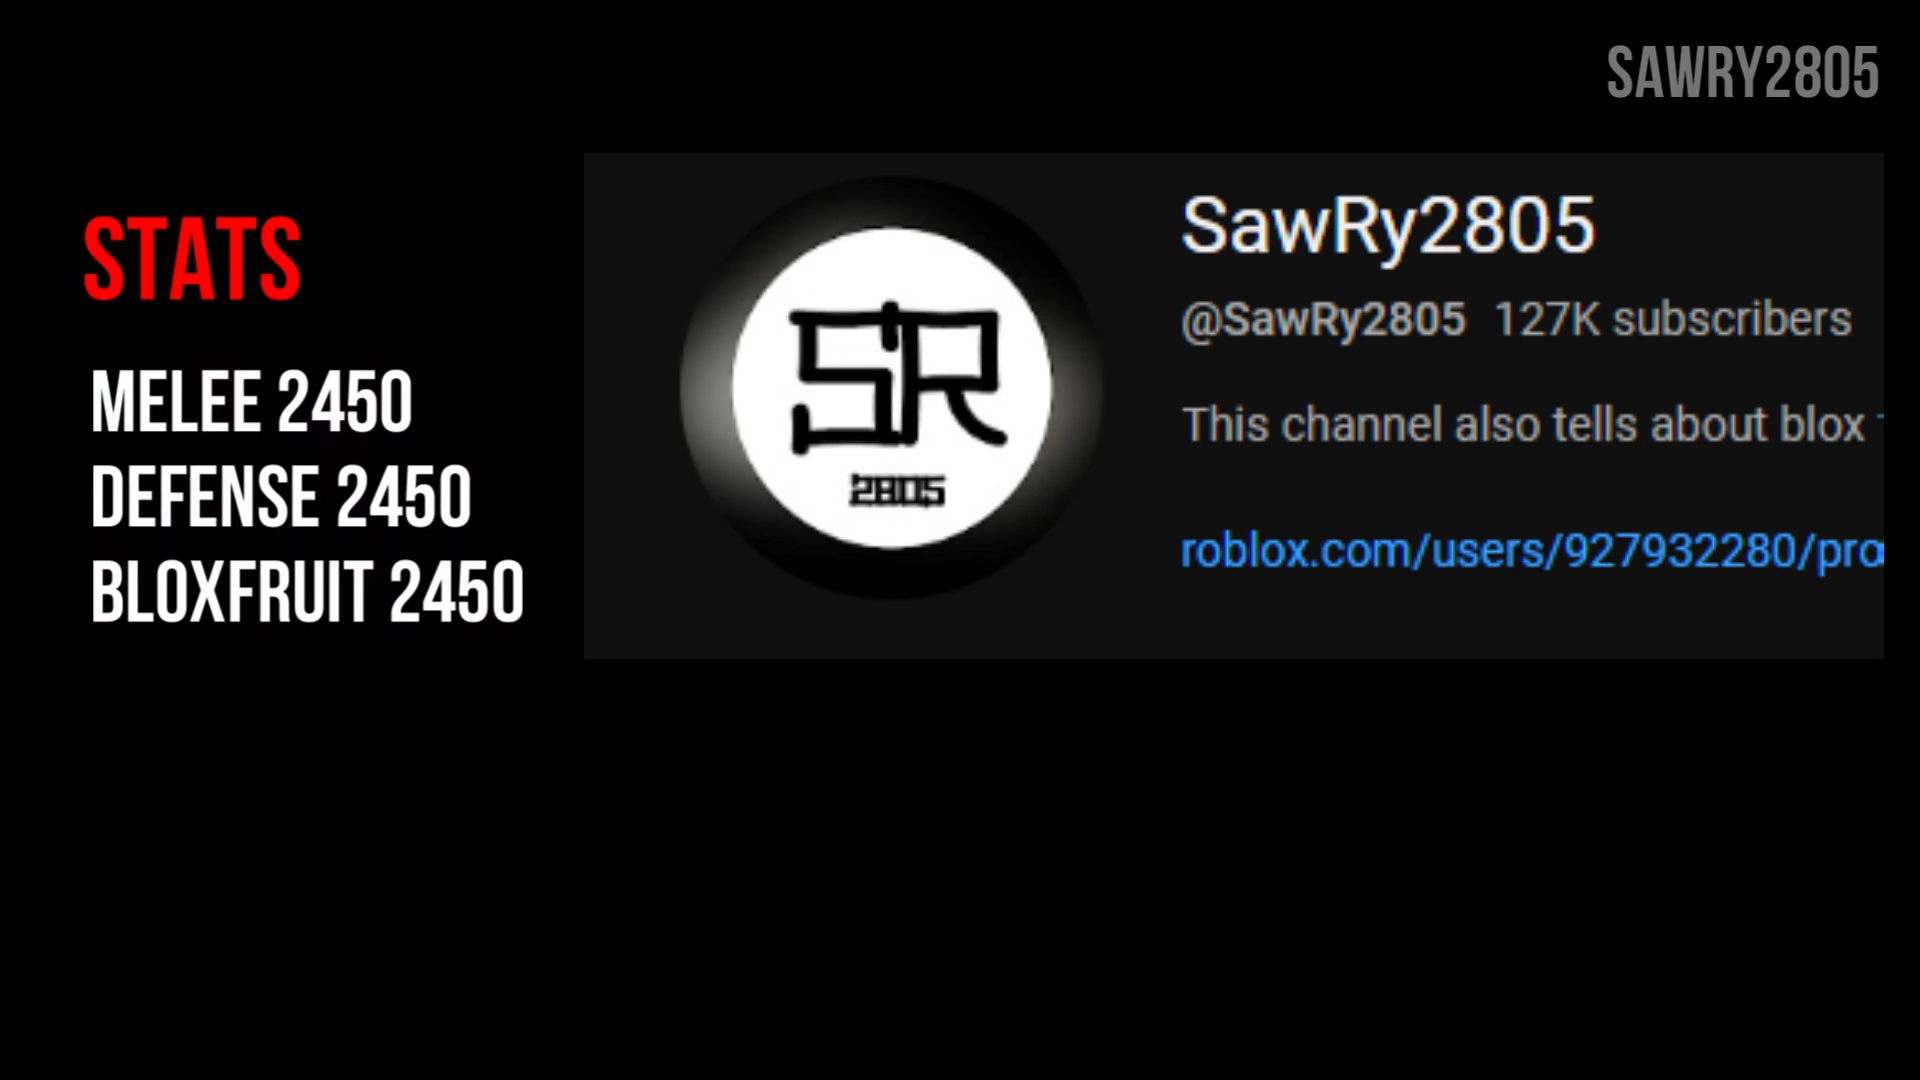 SAWRY2805
STATS
MELEE 2450
DEFENSE 2450
BLOXFRUIT 2450
SR
2805
SawRy2805
@SawRy2805 127K subscribers
This channel also tells about blox
roblox.com/users/927932280/pro